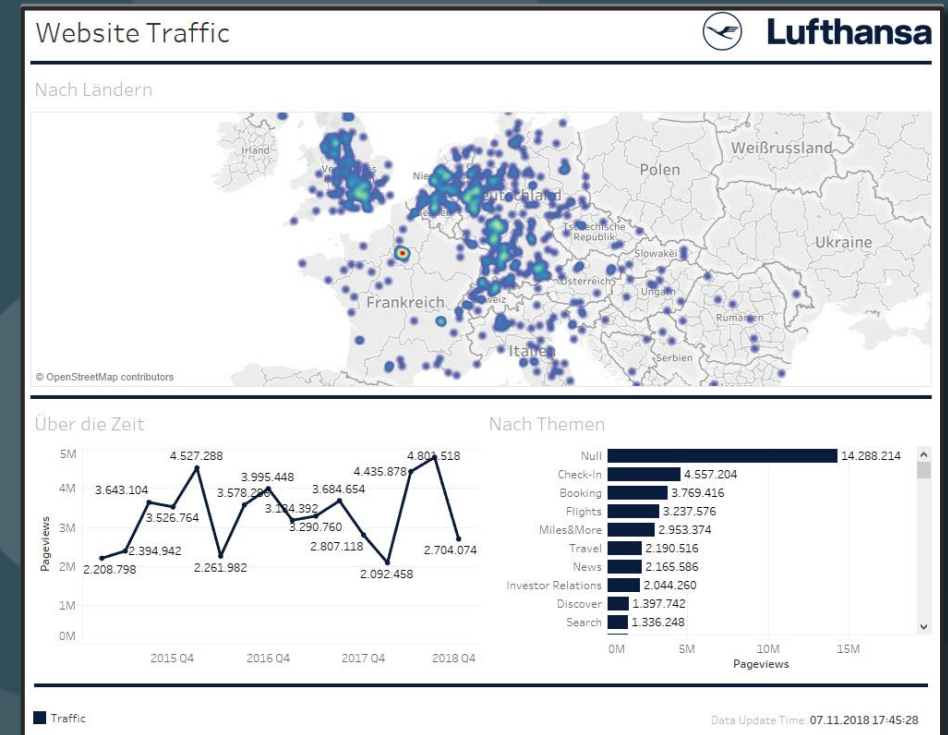 Website Traffic
Lufthansa
Nach Ländern
Irland
Polen
Weißrussland
Tschechische
Republik
Ukraine
Slowakei
Österreich
Ungarn
Frankreich
Rumänien
Italien
Serbien
© OpenStreetMap contributors
Über die Zeit
5M
4M
3M
2M
1M
0M
Pageviews
2.208.798
2.394.942
3.643.104
3.526.764
4.527.288
2.261.982
3.995.448
3.290.760
3.684.654
2.807.118
2.092.458
4.435.878
2.704.074
2015 Q4
2016 Q4
2017 Q4
2018 Q4
Nach Themen
Null 14.288.214
Check-In 4.557.204
Booking 3.769.416
Flights 3.237.576
Miles&More 2.953.374
Travel 2.190.516
News 2.165.586
Investor Relations 2.044.260
Discover 1.397.742
Search 1.336.248
0M 5M 10M 15M
Pageviews
Traffic
Data Update Time: 07.11.2018 17:45:28